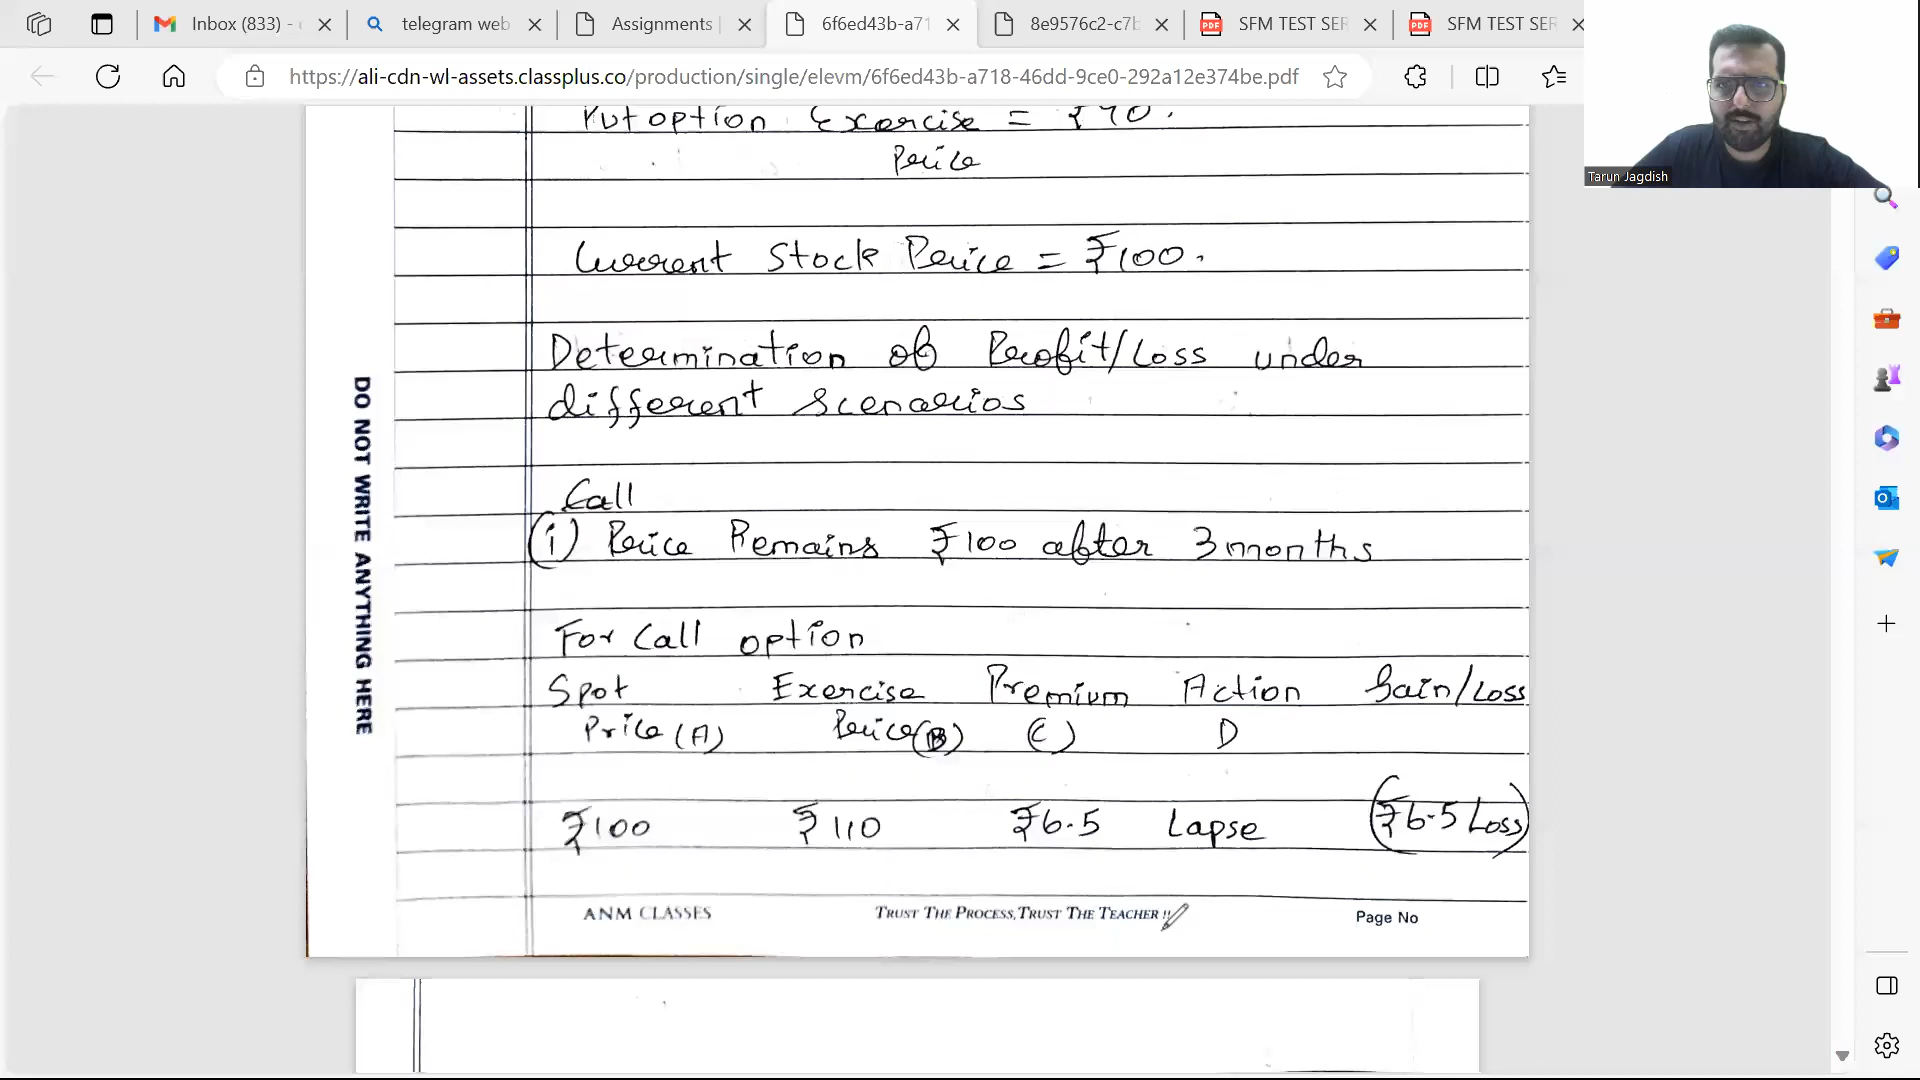 Inbox (833) -
telegram web
Assignments |
6f6ed43b-a71
8e9576c2-c7b
SFM TEST SER
SFM TEST SER
https://ali-cdn-wl-assets.classplus.co/production/single/elevm/6f6ed43b-a718-46dd-9ce0-292a12e374be.pdf
Tarun Jagdish
Put option Exercise = ₹90.
Price
Current Stock Price = ₹100.
Determination of Profit/Loss under
different scenarios
Call
(i) Price Remains ₹100 after 3 months
For Call option
Spot Exercise Premium Action Gain/Loss
Price (A) Price (B) (C) D
₹100 ₹110 ₹6.5 Lapse (₹6.5 Loss)
DO NOT WRITE ANYTHING HERE
ANM CLASSES TRUST THE PROCESS, TRUST THE TEACHER !! Page No